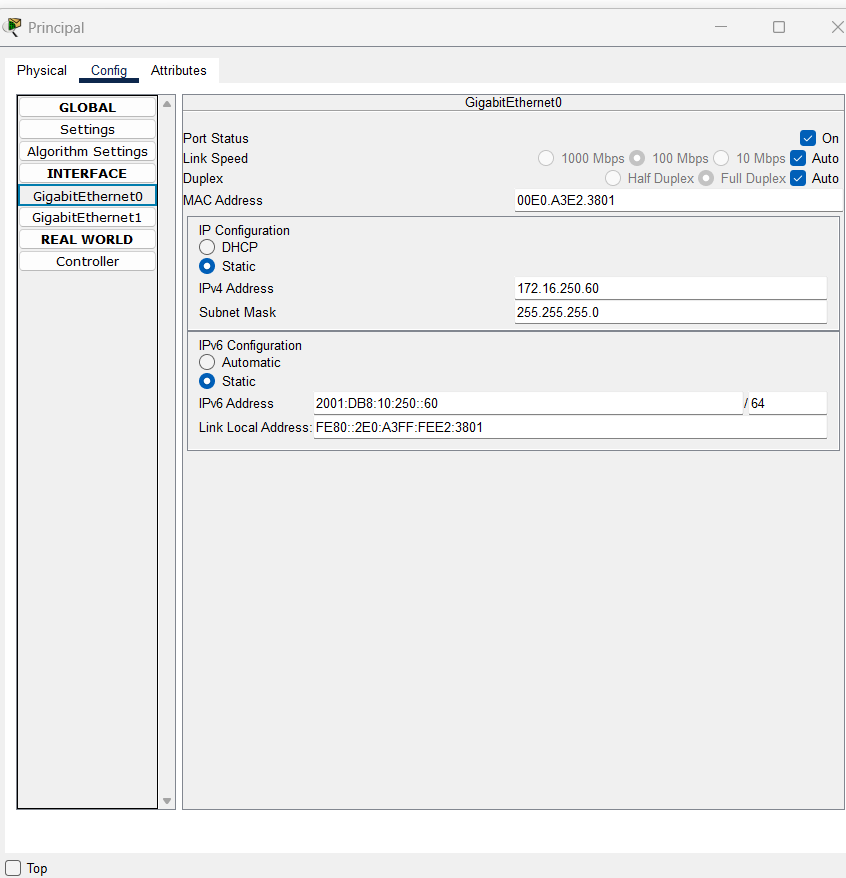 Principal
Physical Config Attributes
GLOBAL
Settings
Algorithm Settings
INTERFACE
GigabitEthernet0
GigabitEthernet1
REAL WORLD
Controller
GigabitEthernet0
Port Status On
Link Speed 1000 Mbps 100 Mbps 10 Mbps Auto
Duplex Half Duplex Full Duplex Auto
MAC Address 00E0.A3E2.3801
IP Configuration
DHCP
Static
IPv4 Address 172.16.250.60
Subnet Mask 255.255.255.0
IPv6 Configuration
Automatic
Static
IPv6 Address 2001:DB8:10:250::60 / 64
Link Local Address: FE80::2E0:A3FF:FEE2:3801
Top